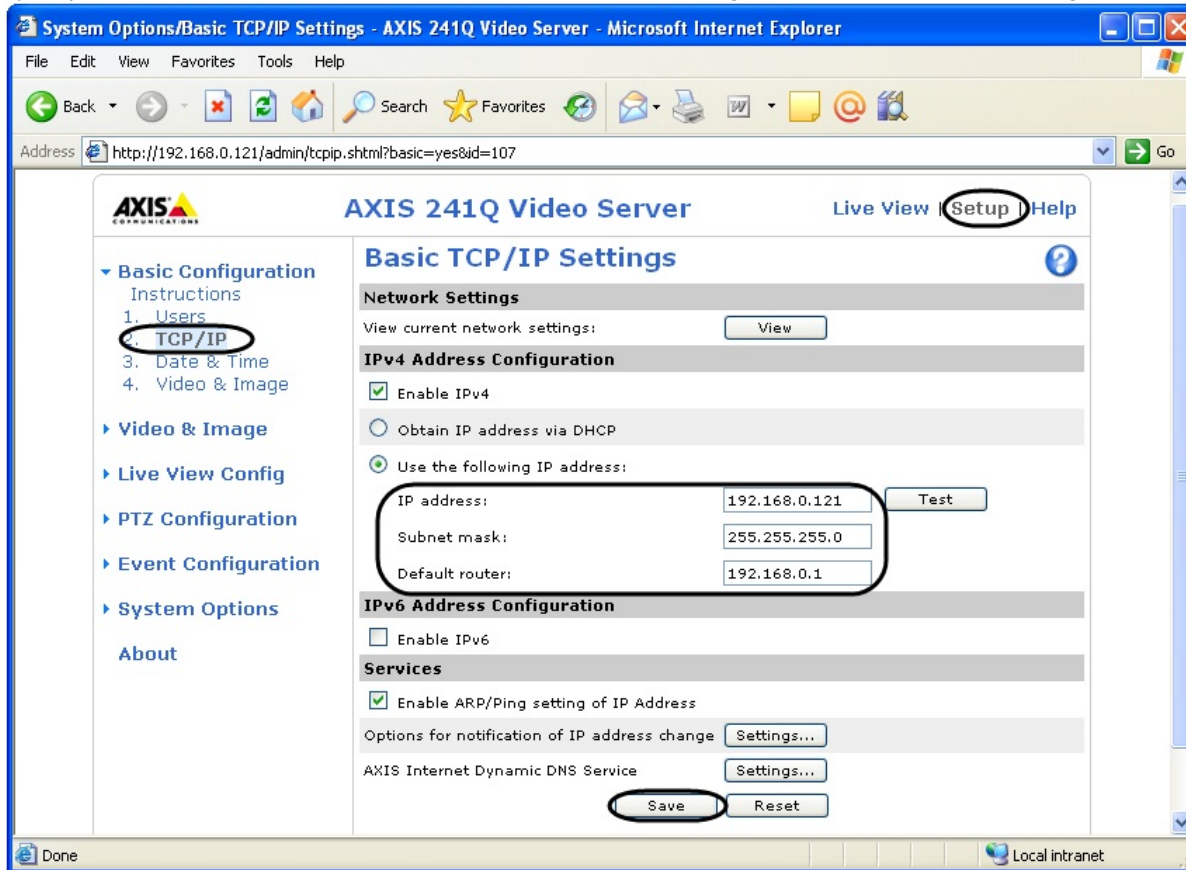 System Options/Basic TCP/IP Settings - AXIS 241Q Video Server - Microsoft Internet Explorer
File Edit View Favorites Tools Help
Back Search Favorites
Address http://192.168.0.121/admin/tcpip.shtml?basic=yes&id=107 Go
AXIS COMMUNICATIONS
AXIS 241Q Video Server
Live View | Setup | Help
Basic Configuration
Instructions
1. Users
2. TCP/IP
3. Date & Time
4. Video & Image
Video & Image
Live View Config
PTZ Configuration
Event Configuration
System Options
About
Basic TCP/IP Settings
Network Settings
View current network settings: View
IPv4 Address Configuration
Enable IPv4
Obtain IP address via DHCP
Use the following IP address:
IP address: 192.168.0.121 Test
Subnet mask: 255.255.255.0
Default router: 192.168.0.1
IPv6 Address Configuration
Enable IPv6
Services
Enable ARP/Ping setting of IP Address
Options for notification of IP address change Settings...
AXIS Internet Dynamic DNS Service Settings...
Save Reset
Done Local intranet